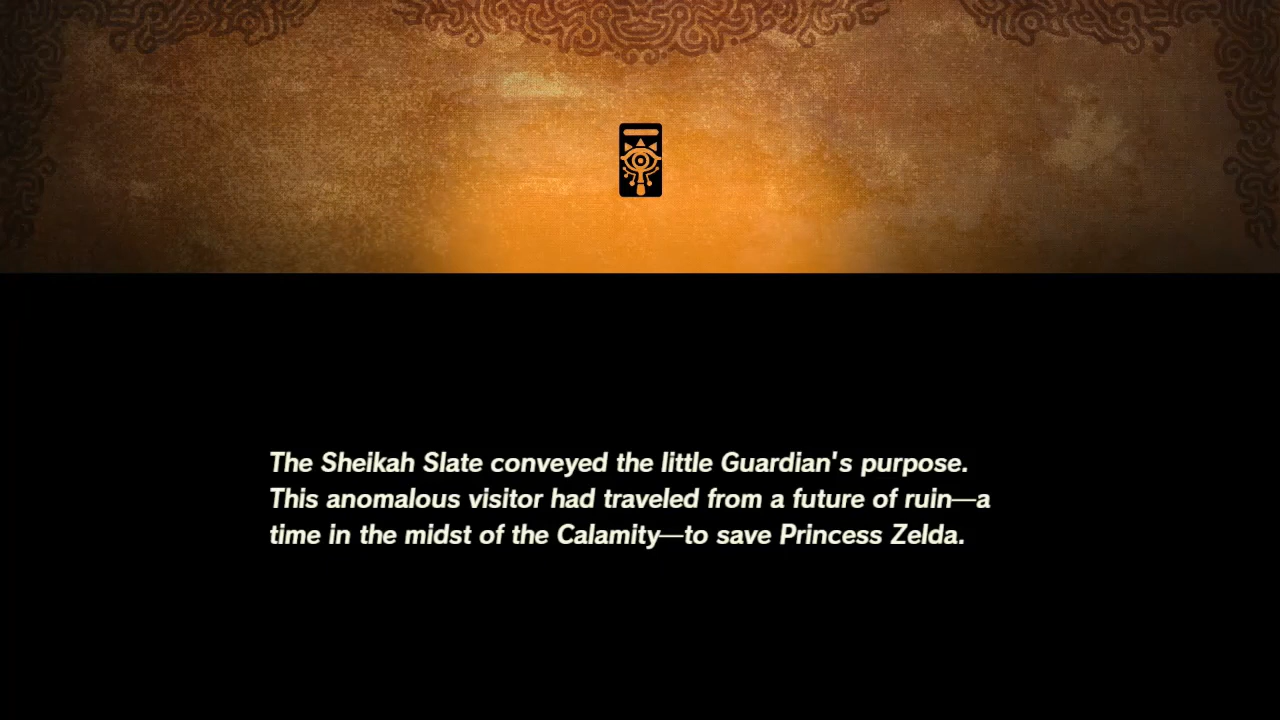 The Sheikah Slate conveyed the little Guardian's purpose.
This anomalous visitor had traveled from a future of ruin—a
time in the midst of the Calamity—to save Princess Zelda.